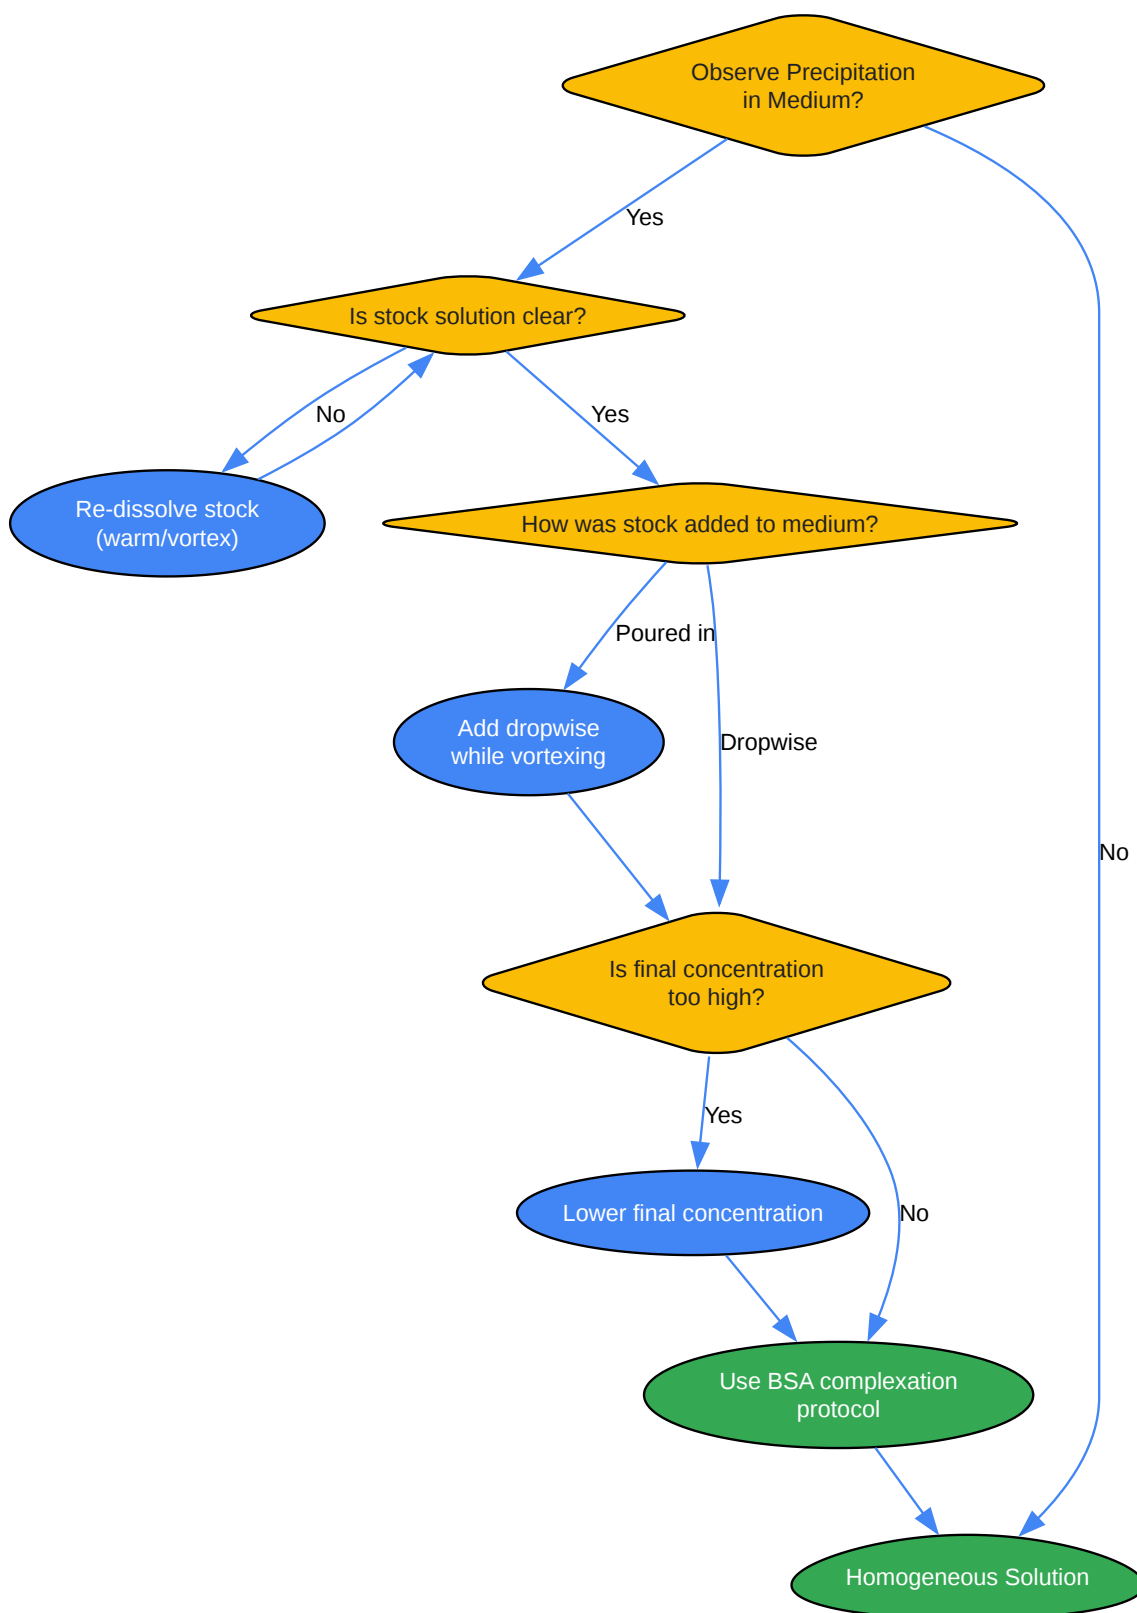 Observe Precipitation
in Medium?
Yes
Is stock solution clear?
No
Yes
Re-dissolve stock
(warm/vortex)
How was stock added to medium?
Poured in
Add dropwise
while vortexing
Dropwise
No
Is final concentration
too high?
Yes
Lower final concentration
No
Use BSA complexation
protocol
Homogeneous Solution